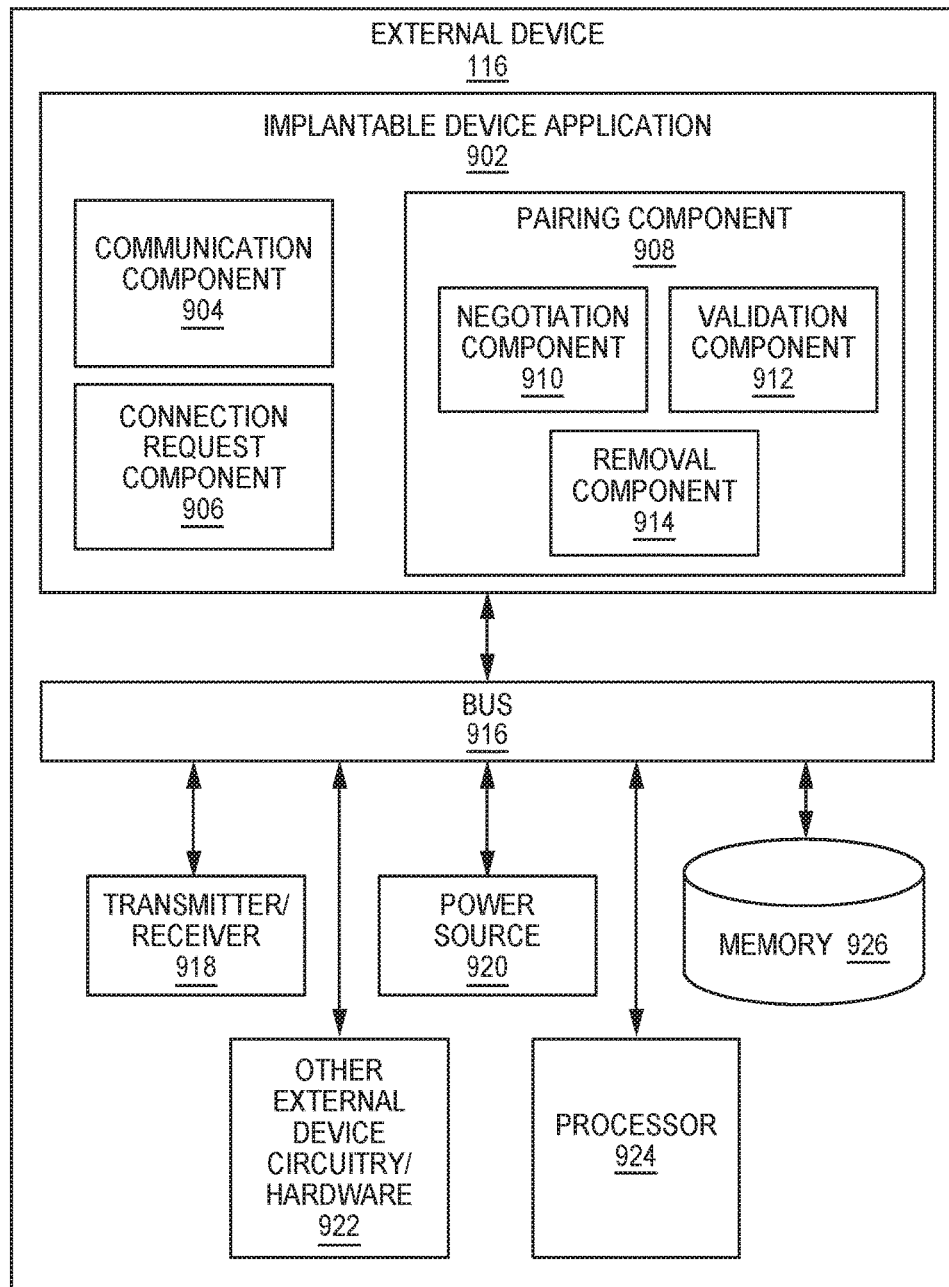 EXTERNAL DEVICE
116
IMPLANTABLE DEVICE APPLICATION
902
COMMUNICATION
COMPONENT
904
CONNECTION
REQUEST
COMPONENT
906
PAIRING COMPONENT
908
NEGOTIATION
COMPONENT
910
VALIDATION
COMPONENT
912
REMOVAL
COMPONENT
914
BUS
916
TRANSMITTER/
RECEIVER
918
POWER
SOURCE
920
MEMORY 926
OTHER
EXTERNAL
DEVICE
CIRCUITRY/
HARDWARE
922
PROCESSOR
924